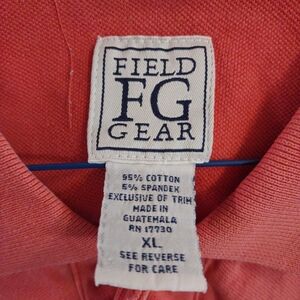 FIELD
FG
GEAR
95% COTTON
5% SPANDEX
EXCLUSIVE OF TRIM
MADE IN
GUATEMALA
RN 17730
XL
SEE REVERSE
FOR CARE